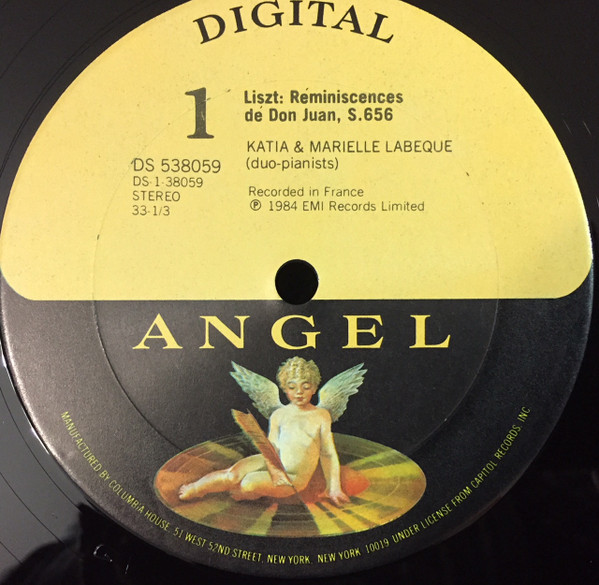 DIGITAL
1
Liszt: Reminiscences
de Don Juan, S.656
KATIA & MARIELLE LABEQUE
(duo-pianists)
DS 538059
DS-1-38059
STEREO
33-1/3
Recorded in France
℗ 1984 EMI Records Limited
ANGEL
MANUFACTURED BY COLUMBIA HOUSE, 51 WEST 52ND STREET, NEW YORK, NEW YORK 10019 UNDER LICENSE FROM CAPITOL RECORDS, INC.